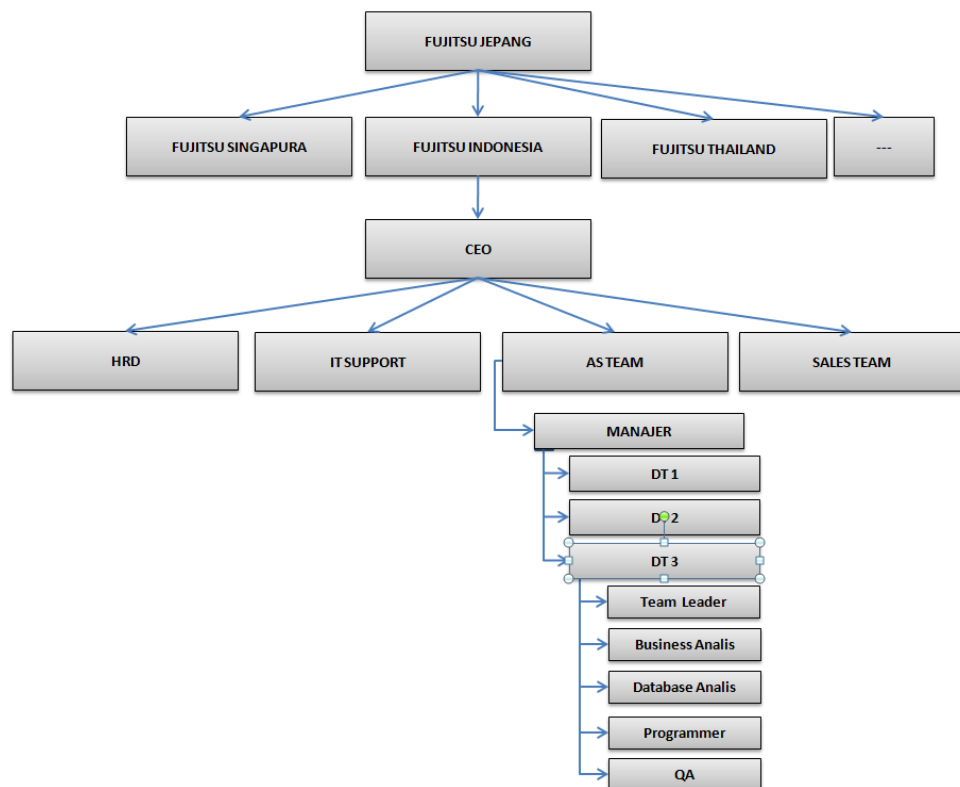 FUJITSU JEPANG
FUJITSU SINGAPURA
FUJITSU INDONESIA
FUJITSU THAILAND
---
CEO
HRD
IT SUPPORT
AS TEAM
SALES TEAM
MANAJER
DT 1
2
DT 3
Team Leader
Business Analis
Database Analis
Programmer
QA